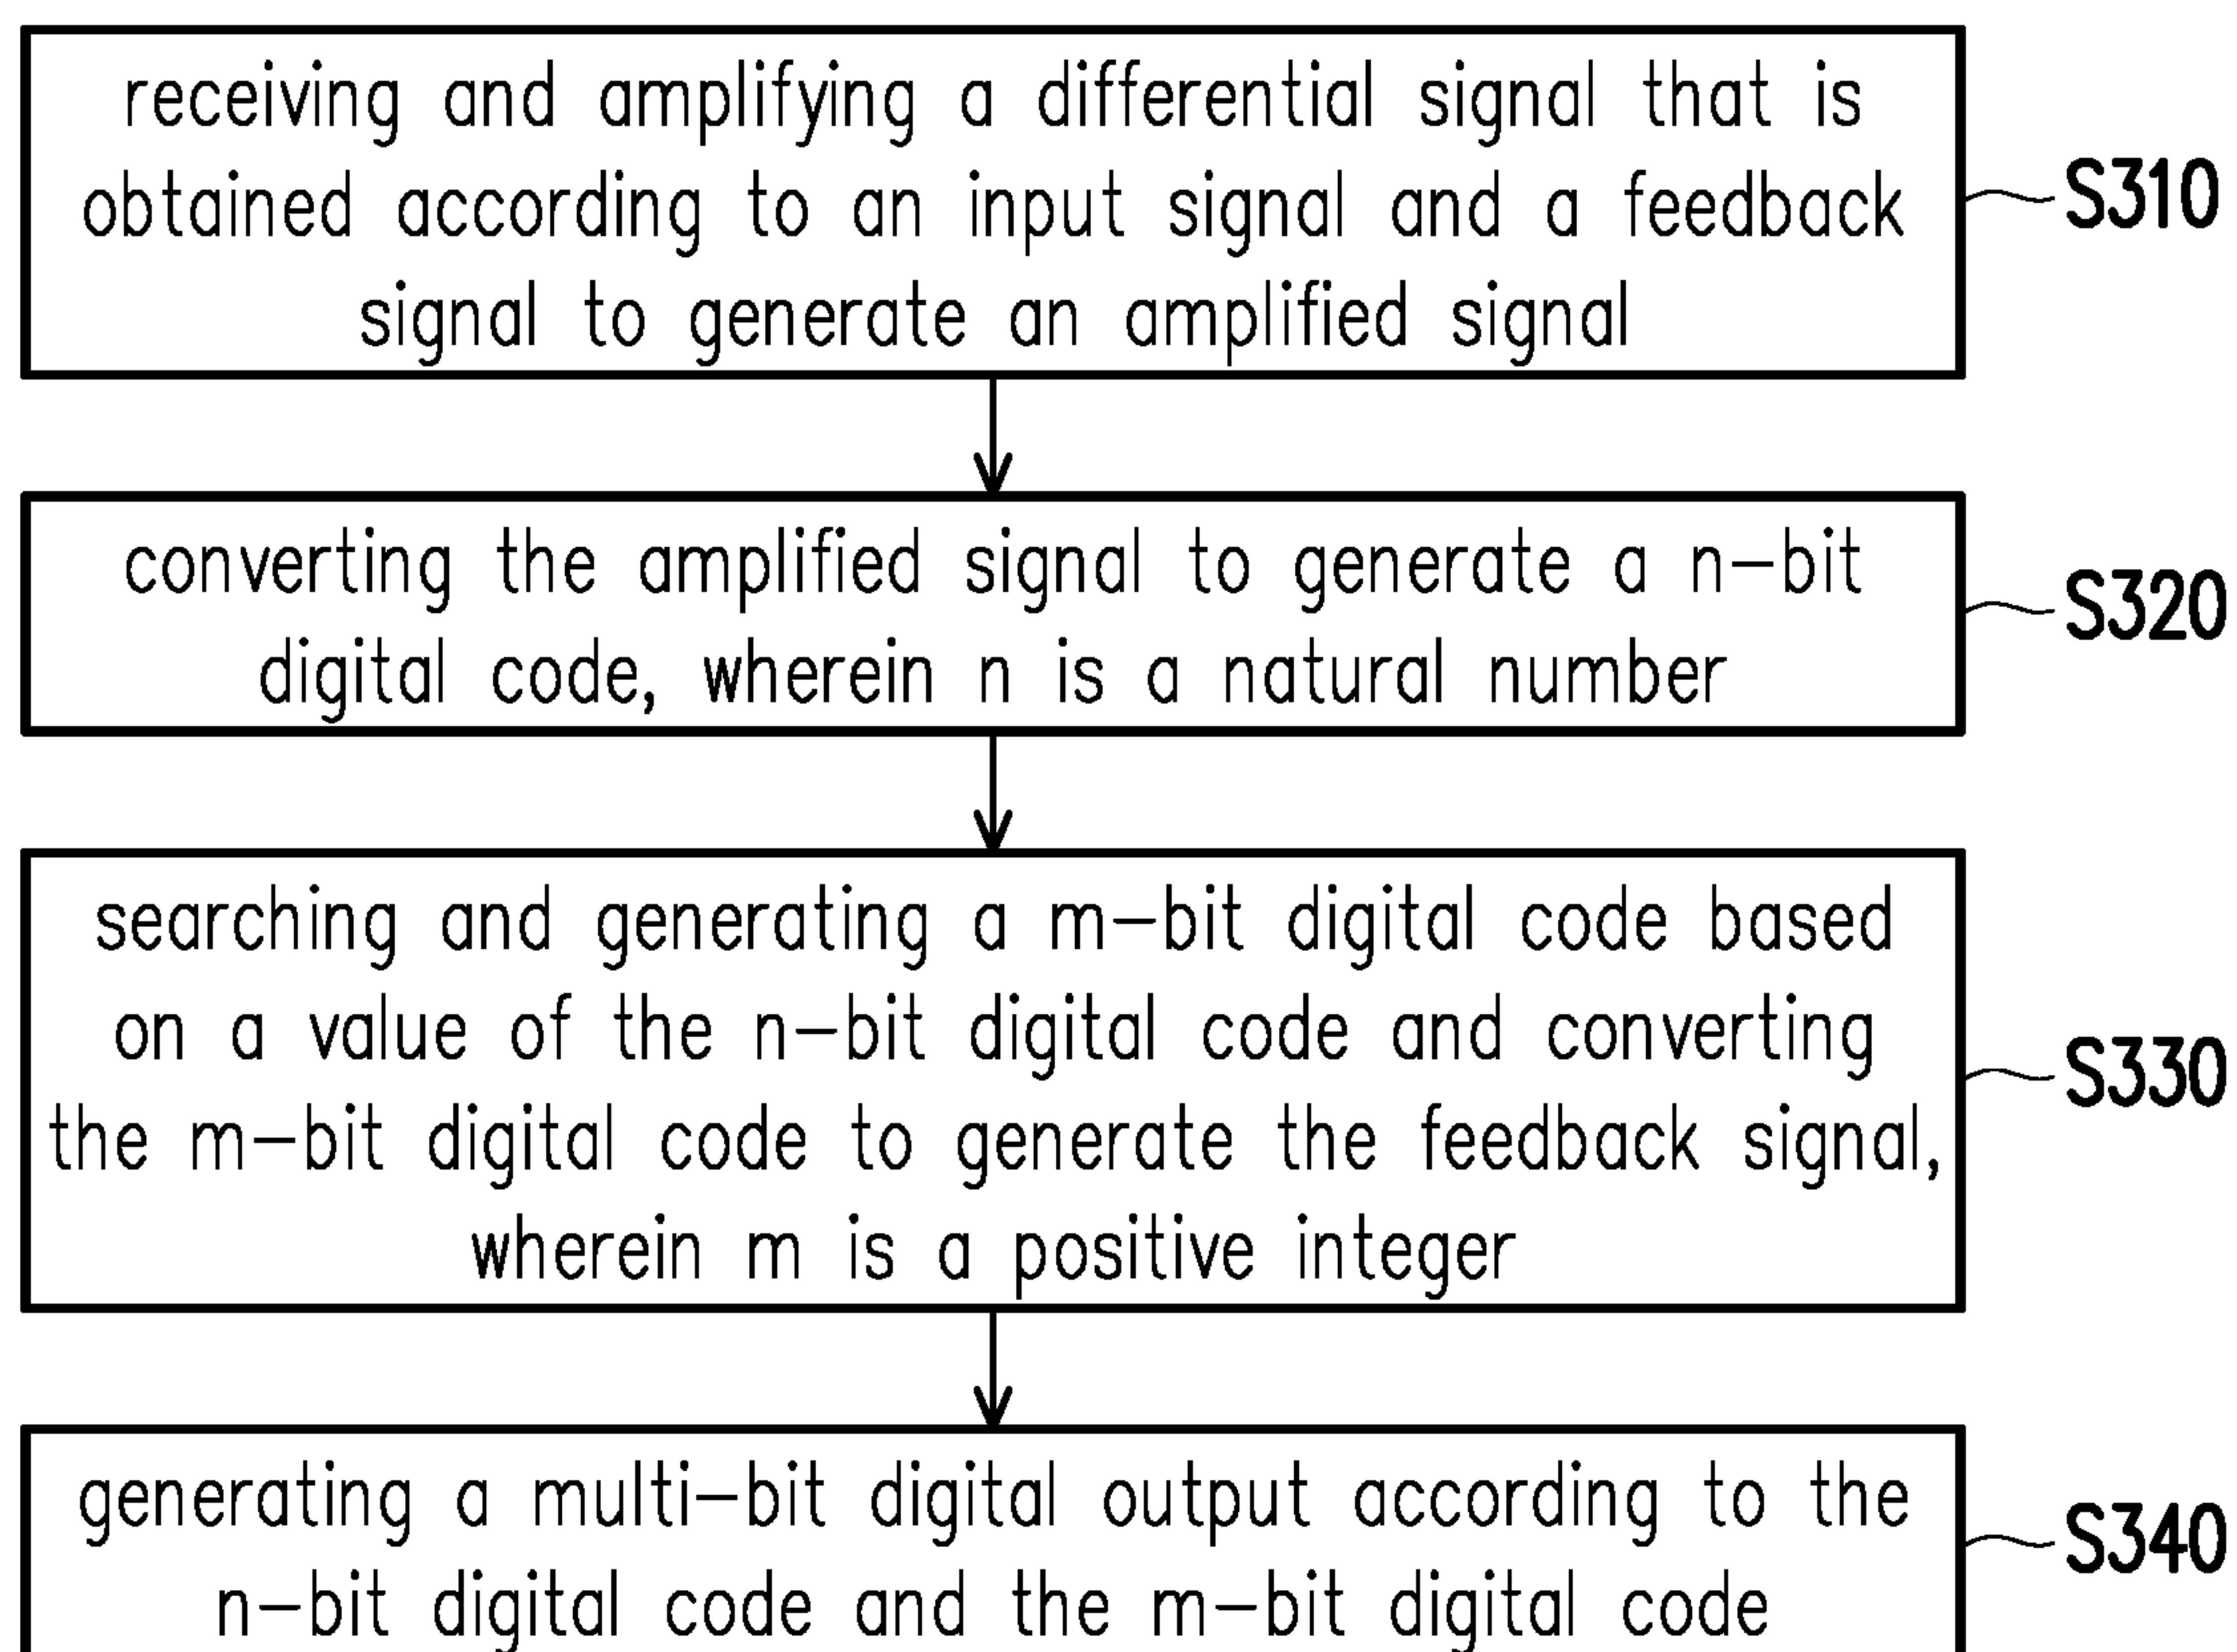 receiving and amplifying a differential signal that is
obtained according to an input signal and a feedback
signal to generate an amplified signal
S310
converting the amplified signal to generate a n-bit
digital code, wherein n is a natural number
S320
searching and generating a m-bit digital code based
on a value of the n-bit digital code and converting
the m-bit digital code to generate the feedback signal,
wherein m is a positive integer
S330
generating a multi-bit digital output according to the
n-bit digital code and the m-bit digital code
S340